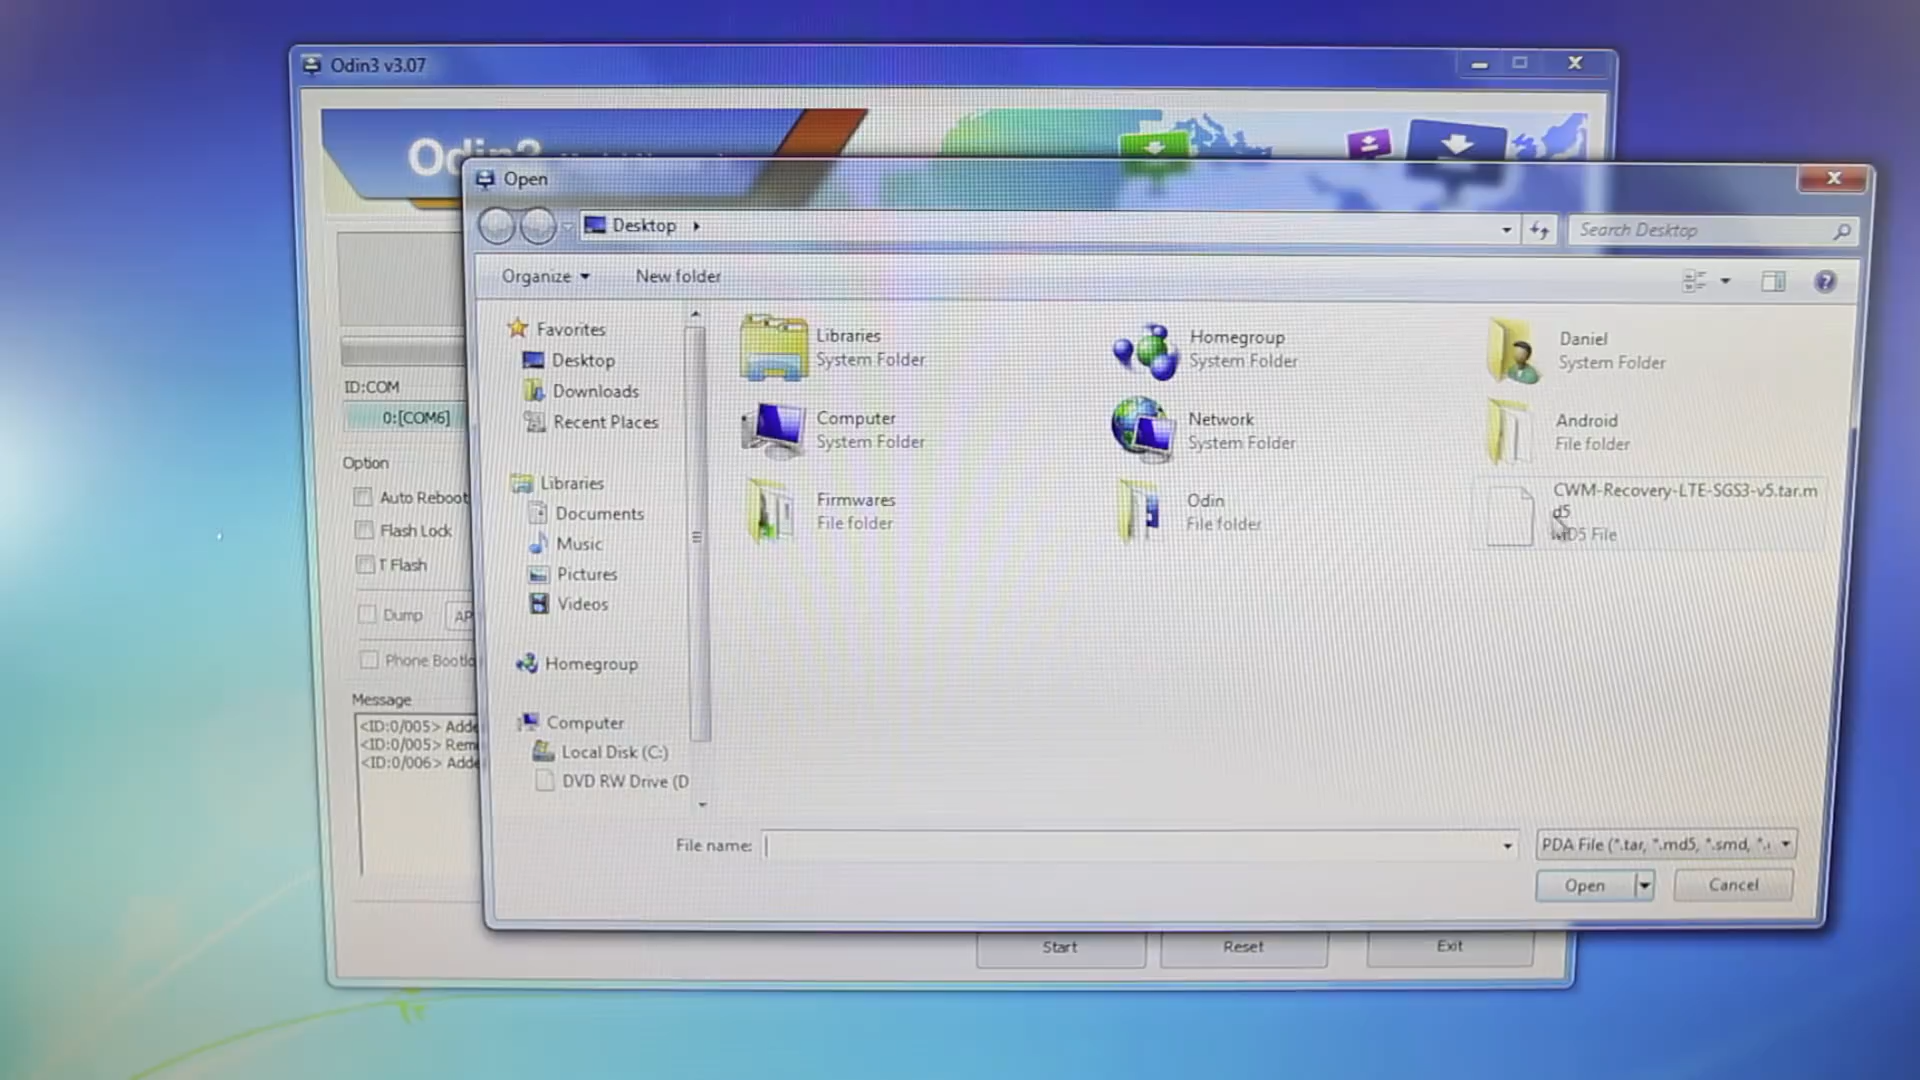 Odin3 v3.07
Open
Desktop
Search Desktop
Organize
New folder
Favorites
Desktop
Downloads
Recent Places
Libraries
Documents
Music
Pictures
Videos
Homegroup
Computer
Local Disk (C:)
DVD RW Drive (D
Libraries
System Folder
Homegroup
System Folder
Daniel
System Folder
Computer
System Folder
Network
System Folder
Android
File folder
Firmwares
File folder
Odin
File folder
CWM-Recovery-LTE-SGS3-v5.tar.m
d5
MD5 File
File name:
PDA File (*.tar, *.md5, *.smd, *.
Open
Cancel
ID:COM
0:[COM6]
Option
Auto Reboot
Flash Lock
T Flash
Dump
AP
Phone Bootlo
Message
<ID:0/005> Adde
<ID:0/005> Rem
<ID:0/006> Adde
Start
Reset
Exit